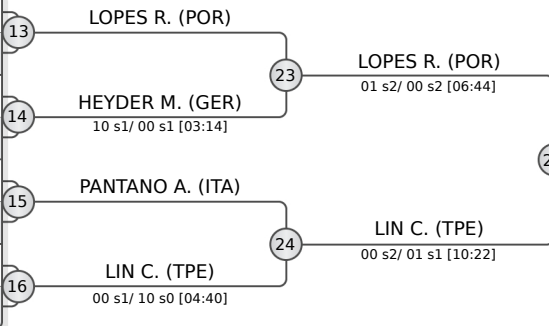 13
LOPES R. (POR)
23
LOPES R. (POR)
01 s2/ 00 s2 [06:44]
14
HEYDER M. (GER)
10 s1/ 00 s1 [03:14]
15
PANTANO A. (ITA)
24
LIN C. (TPE)
00 s2/ 01 s1 [10:22]
16
LIN C. (TPE)
00 s1/ 10 s0 [04:40]